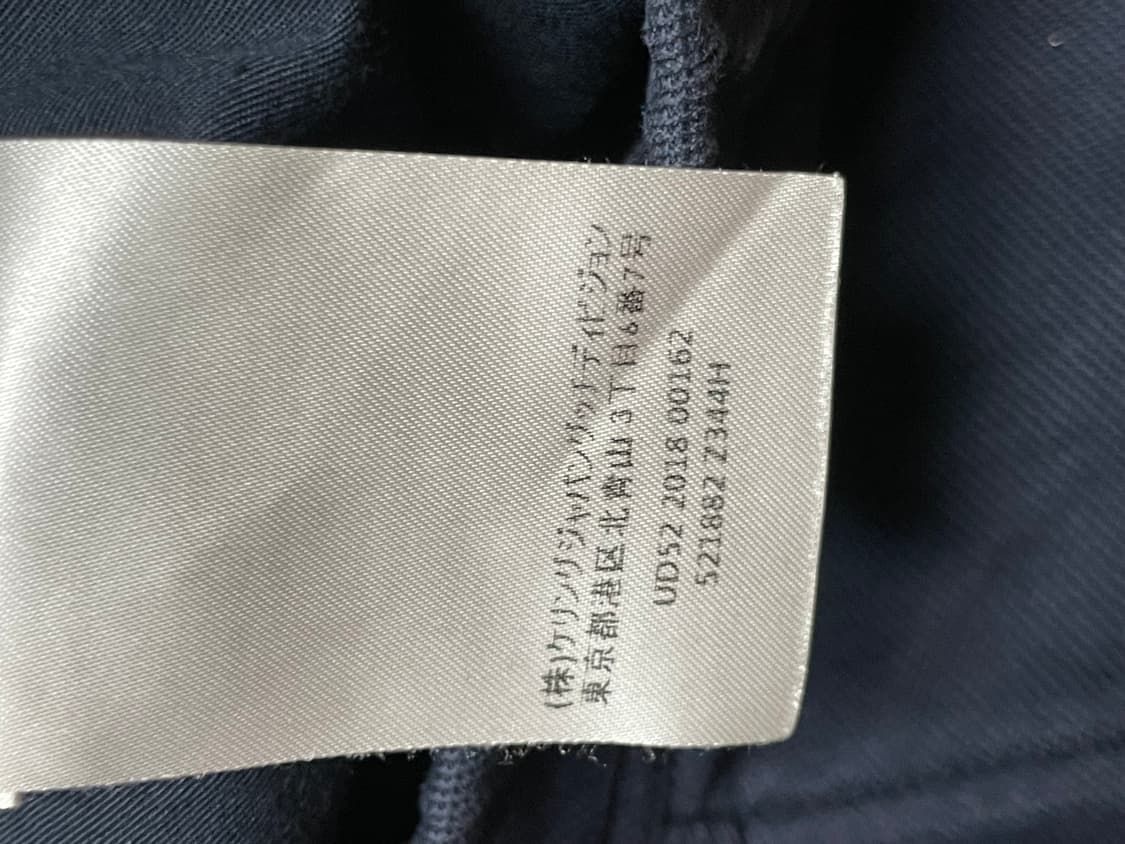 (株)ケリングジャパングッチディビジョン
東京都港区北青山3丁目6番7号
UD52 2018 00162
521882 Z344H